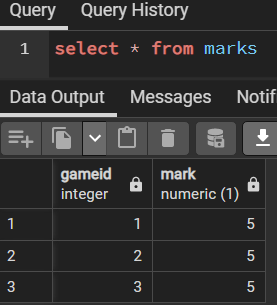 Query Query History
1 select * from marks
Data Output Messages Notif
gameid mark
integer numeric (1)
1 1 5
2 2 5
3 3 5